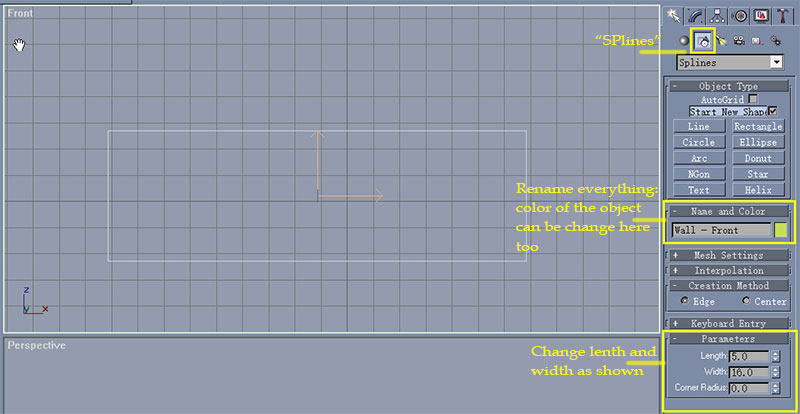 Front
"SPlines"
Splines
- Object Type
AutoGrid
Start New Shape
Line Rectangle
Circle Ellipse
Arc Donut
NGon Star
Text Helix
Rename everything:
color of the object
can be change here
too
- Name and Color
Wall - Front
+ Mesh Settings
+ Interpolation
- Creation Method
Edge Center
+ Keyboard Entry
- Parameters
Length: 5.0
Width: 16.0
Corner Radius: 0.0
Change lenth and
width as shown
z
y x
Perspective